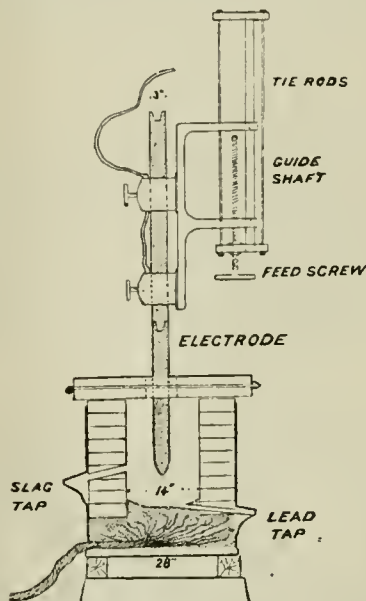 3"
TIE RODS
GUIDE
SHAFT
FEED SCREW
ELECTRODE
SLAG
TAP
14"
LEAD
TAP
28"